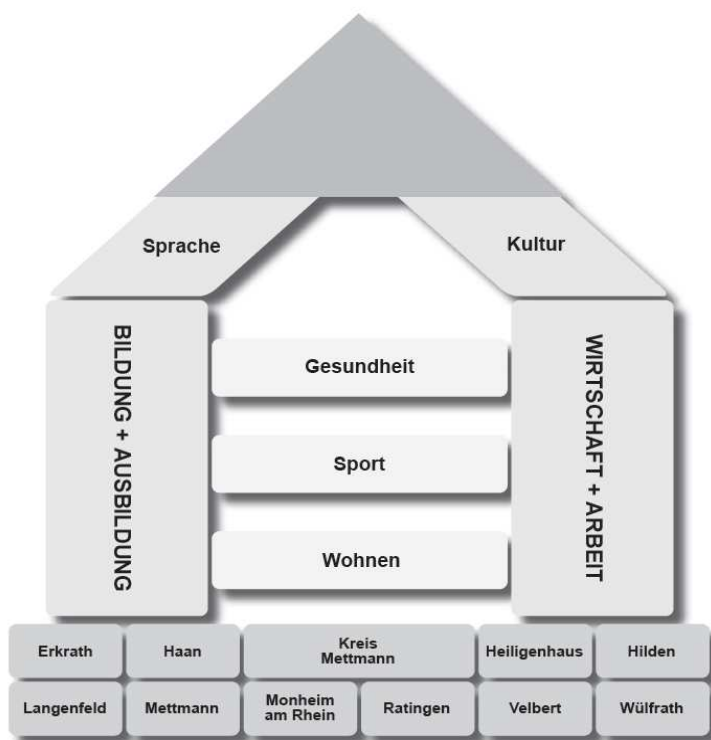 Sprache
Kultur
BILDUNG + AUSBILDUNG
WIRTSCHAFT + ARBEIT
Gesundheit
Sport
Wohnen
Erkrath
Haan
Kreis
Mettmann
Heiligenhaus
Hilden
Langenfeld
Mettmann
Monheim
am Rhein
Ratingen
Velbert
Wülfrath